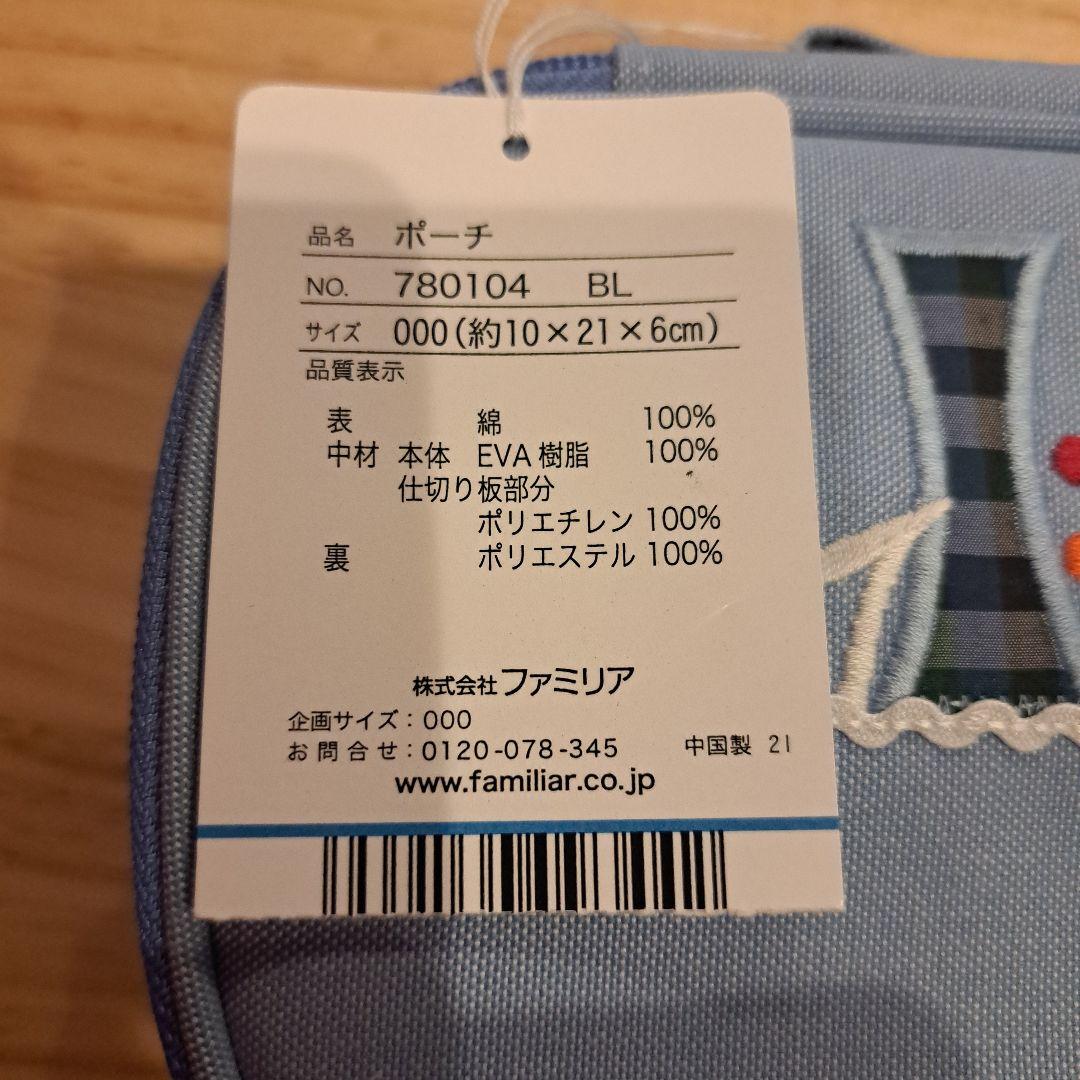 品名 ポーチ
NO. 780104 BL
サイズ 000(約10×21×6cm)
品質表示
表 綿 100%
中材 本体 EVA樹脂 100%
仕切り板部分
ポリエチレン 100%
裏 ポリエステル 100%
株式会社ファミリア
企画サイズ：000
お問合せ：0120-078-345 中国製 21
www.familiar.co.jp